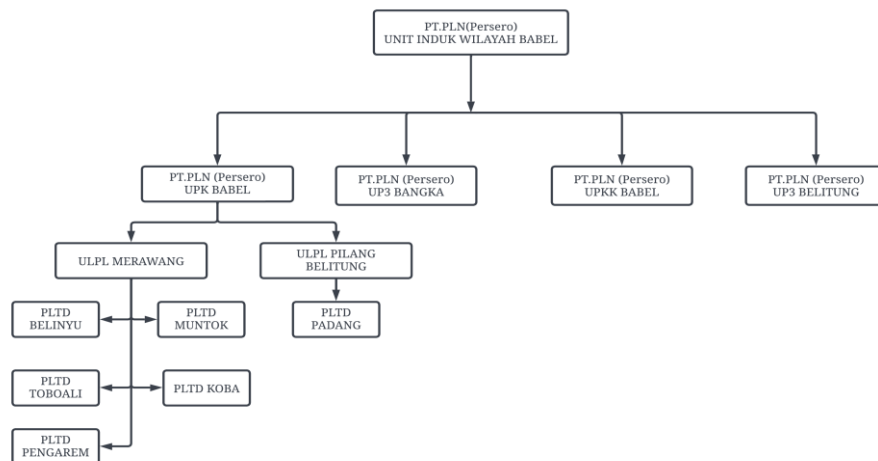 PT.PLN(Persero)
UNIT INDUK WILAYAH BABEL
PT.PLN (Persero)
UPK BABEL
PT.PLN (Persero)
UP3 BANGKA
PT.PLN (Persero)
UPKK BABEL
PT.PLN (Persero)
UP3 BELITUNG
ULPL MERAWANG
ULPL PILANG
BELITUNG
PLTD
BELINYU
PLTD
MUNTOK
PLTD
PADANG
PLTD
TOBOALI
PLTD KOBA
PLTD
PENGAREM